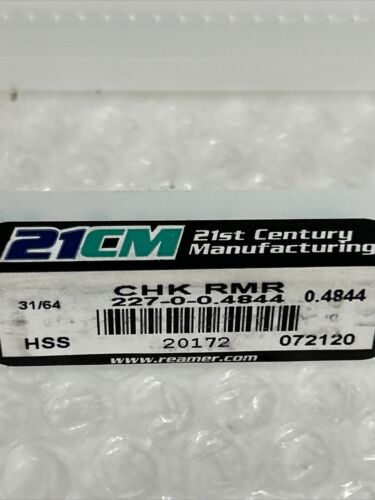 21CM 21st Century
Manufacturing
CHK RMR
31/64 227-0-0.4844 0.4844
HSS 20172 072120
www.reamer.com